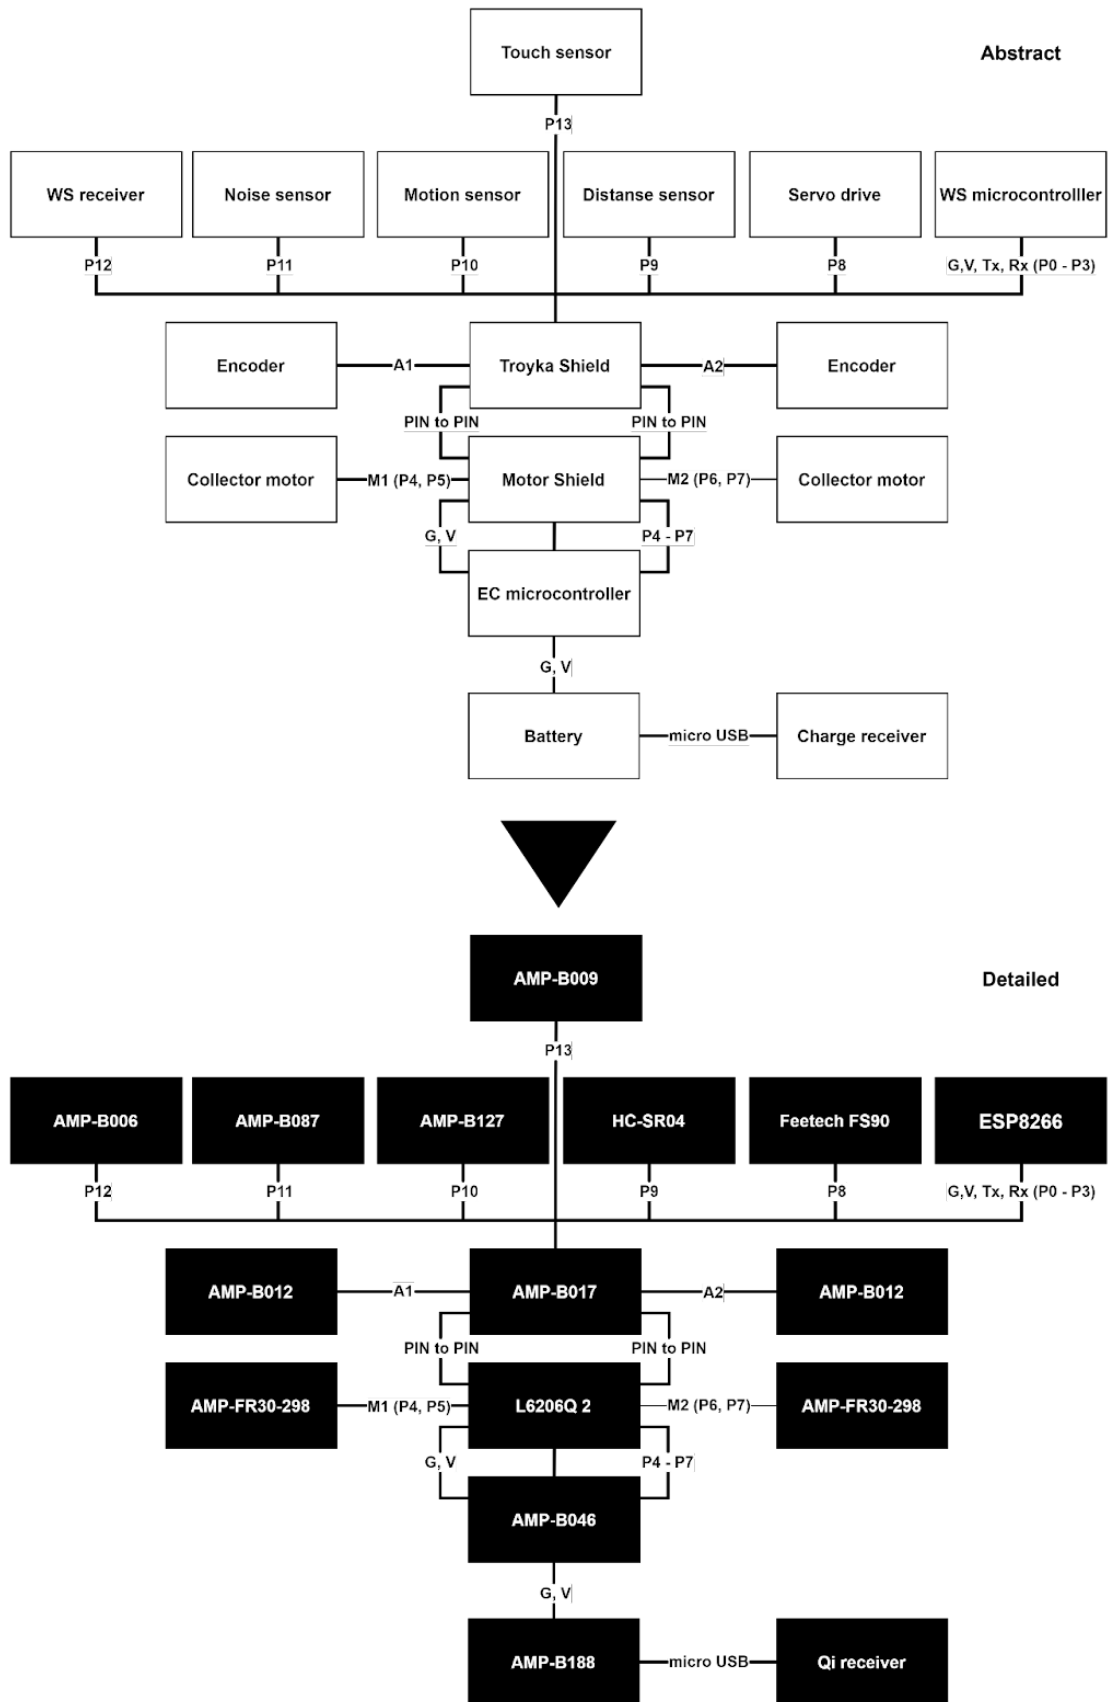 Touch sensor
Abstract
P13
WS receiver
Noise sensor
Motion sensor
Distanse sensor
Servo drive
WS microcontrolller
P12
P11
P10
P9
P8
G,V, Tx, Rx (P0 - P3)
Encoder
A1
Troyka Shield
A2
Encoder
PIN to PIN
PIN to PIN
Collector motor
M1 (P4, P5)
Motor Shield
M2 (P6, P7)
Collector motor
G, V
P4 - P7
EC microcontroller
G, V
Battery
micro USB
Charge receiver
AMP-B009
Detailed
P13
AMP-B006
AMP-B087
AMP-B127
HC-SR04
Feetech FS90
ESP8266
P12
P11
P10
P9
P8
G,V, Tx, Rx (P0 - P3)
AMP-B012
A1
AMP-B017
A2
AMP-B012
PIN to PIN
PIN to PIN
AMP-FR30-298
M1 (P4, P5)
L6206Q 2
M2 (P6, P7)
AMP-FR30-298
G, V
P4 - P7
AMP-B046
G, V
AMP-B188
micro USB
Qi receiver